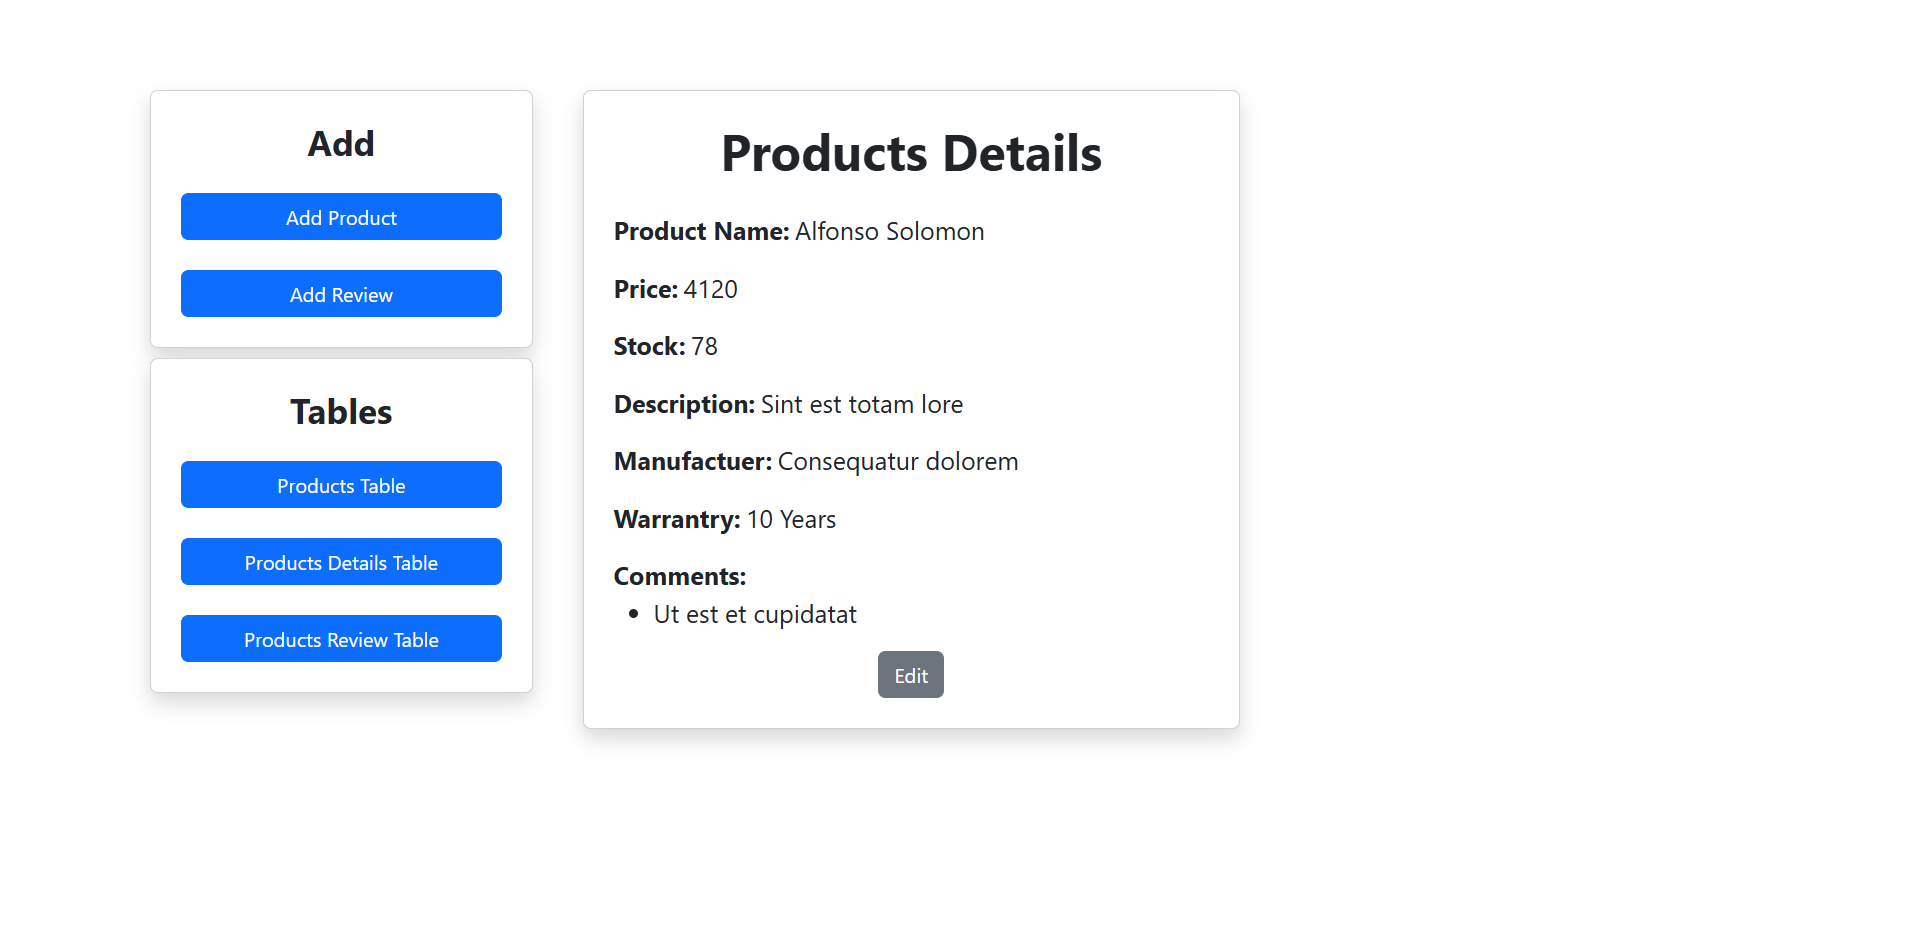 Add
Add Product
Add Review
Tables
Products Table
Products Details Table
Products Review Table
Products Details
Product Name: Alfonso Solomon
Price: 4120
Stock: 78
Description: Sint est totam lore
Manufactuer: Consequatur dolorem
Warrantry: 10 Years
Comments:
Ut est et cupidatat
Edit